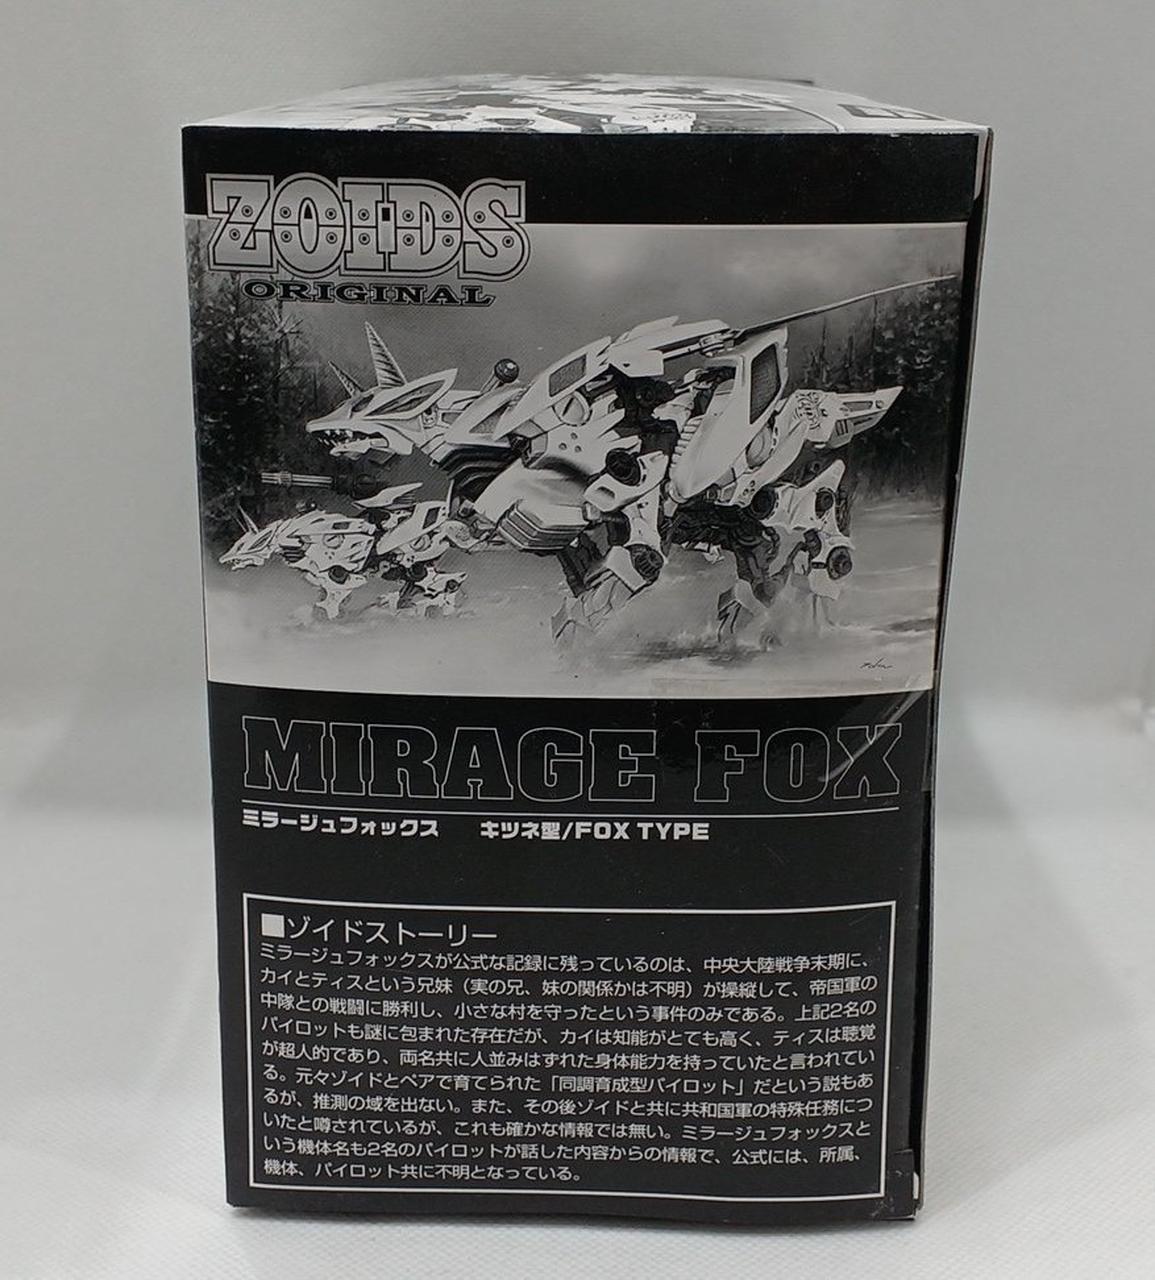 ZOIDS
ORIGINAL
MIRAGE FOX
ミラージュフォックス　キツネ型/FOX TYPE
■ゾイドストーリー
ミラージュフォックスが公式な記録に残っているのは、中央大陸戦争末期に、
カイとティスという兄妹（実の兄、妹の関係かは不明）が操縦して、帝国軍の
中隊との戦闘に勝利し、小さな村を守ったという事件のみである。上記2名の
パイロットも謎に包まれた存在だが、カイは知能がとても高く、ティスは聴覚
が超人的であり、両名共に人並みはずれた身体能力を持っていたと言われてい
る。元々ゾイドとペアで育てられた「同調育成型パイロット」だという説もあ
るが、推測の域を出ない。また、その後ゾイドと共に共和国軍の特殊任務につ
いたと噂されているが、これも確かな情報では無い。ミラージュフォックスと
いう機体名も2名のパイロットが話した内容からの情報で、公式には、所属、
機体、パイロット共に不明となっている。